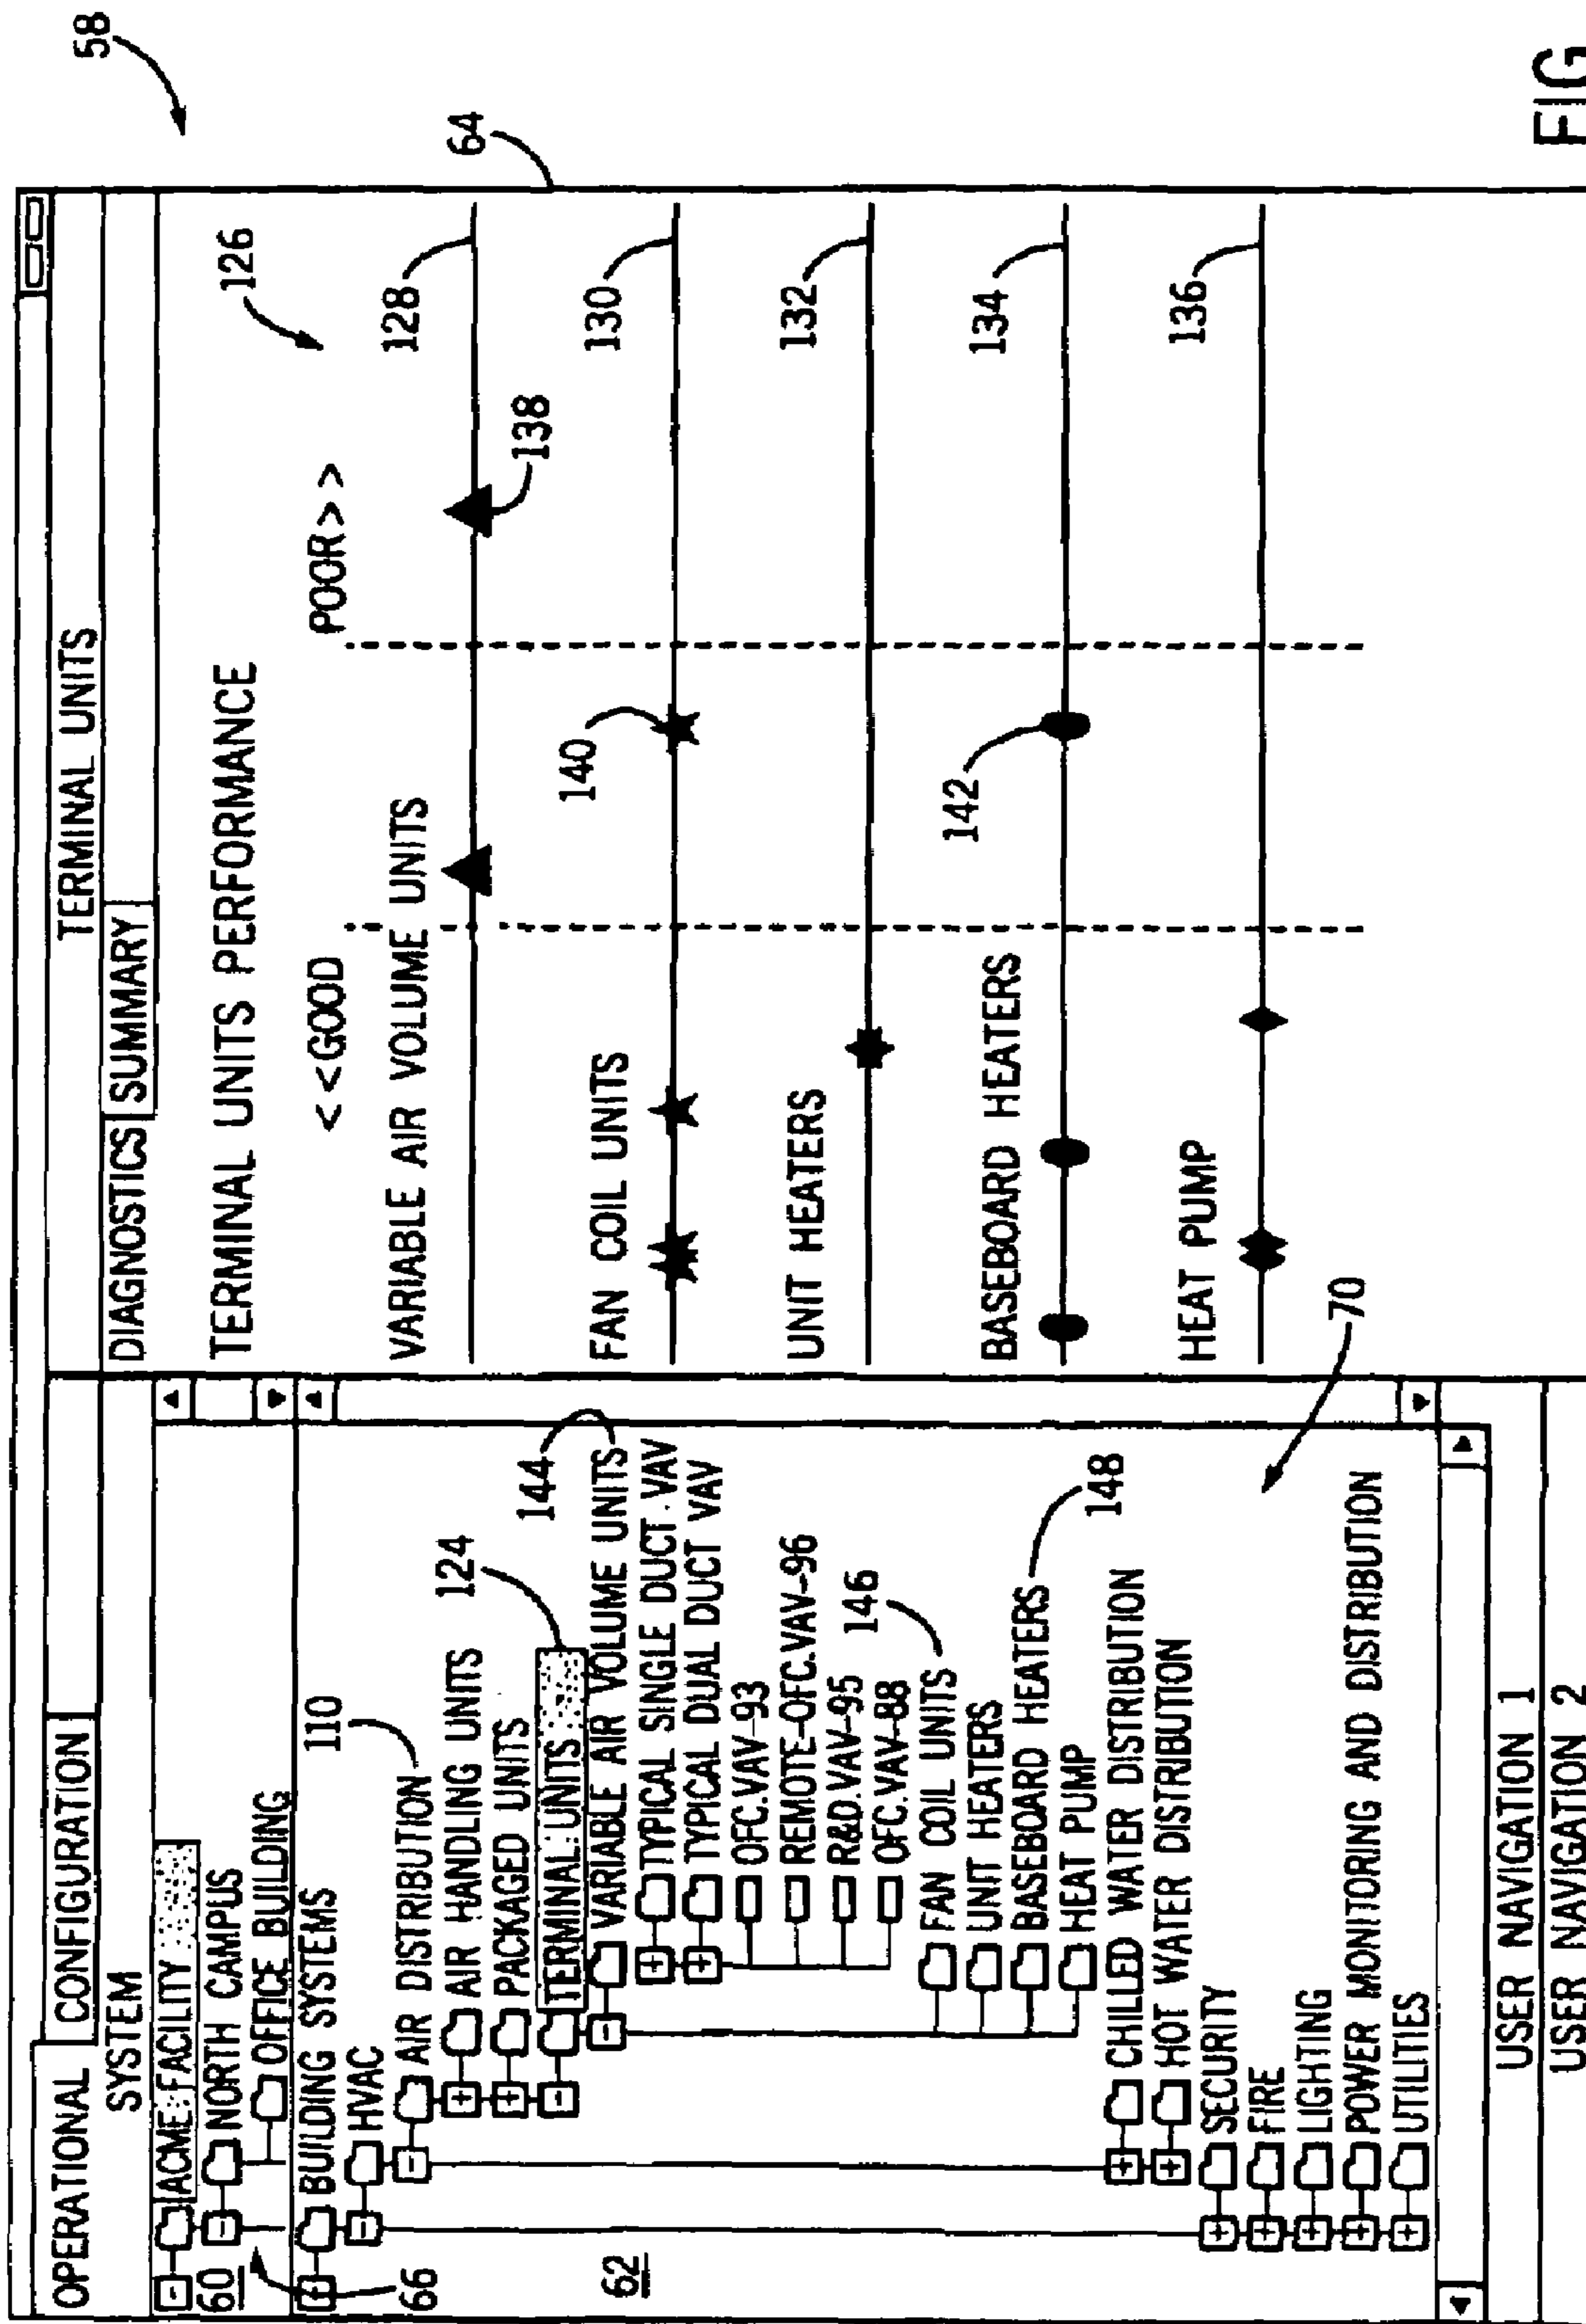 58
OPERATIONAL CONFIGURATION
SYSTEM
ACME FACILITY
NORTH CAMPUS
OFFICE BUILDING
60
66
BUILDING SYSTEMS
HVAC
110
AIR DISTRIBUTION
AIR HANDLING UNITS
PACKAGED UNITS
124
TERMINAL UNITS
144
VARIABLE AIR VOLUME UNITS
TYPICAL SINGLE DUCT VAV
TYPICAL DUAL DUCT VAV
OFC.VAV-93
REMOTE-OFC.VAV-96
R&D.VAV-95
OFC.VAV-88
62
146
FAN COIL UNITS
UNIT HEATERS
BASEBOARD HEATERS
148
HEAT PUMP
CHILLED WATER DISTRIBUTION
HOT WATER DISTRIBUTION
SECURITY
FIRE
LIGHTING
POWER MONITORING AND DISTRIBUTION
UTILITIES
70
USER NAVIGATION 1
USER NAVIGATION 2
TERMINAL UNITS
DIAGNOSTICS SUMMARY
64
TERMINAL UNITS PERFORMANCE
126
<<GOOD POOR>>
VARIABLE AIR VOLUME UNITS
128
138
FAN COIL UNITS
140
130
UNIT HEATERS
132
BASEBOARD HEATERS
142
134
HEAT PUMP
136
FIG